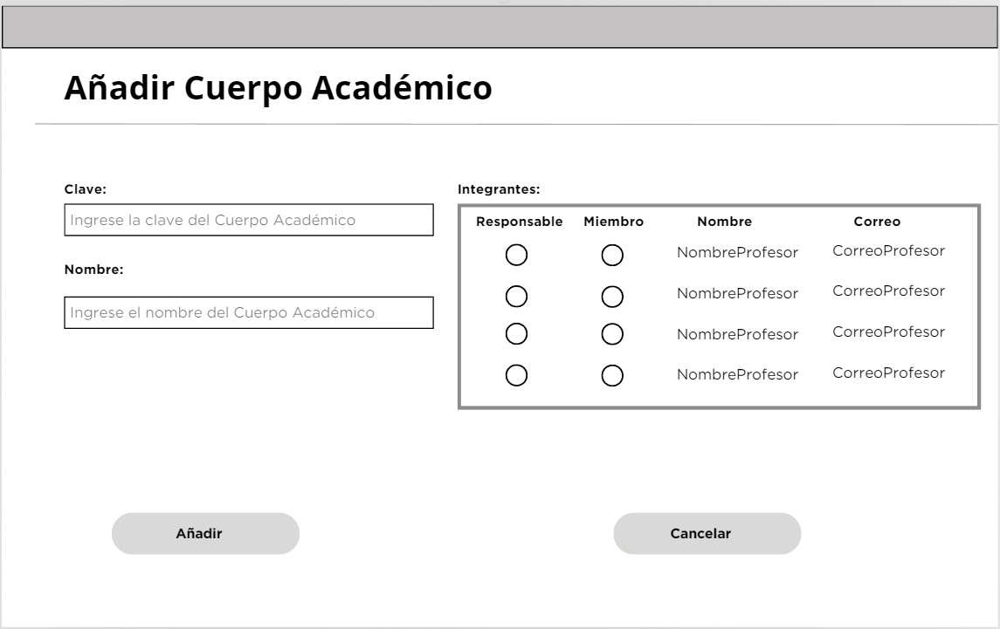 Añadir Cuerpo Académico
Clave:
Ingrese la clave del Cuerpo Académico
Nombre:
Ingrese el nombre del Cuerpo Académico
Integrantes:
Responsable Miembro Nombre Correo
NombreProfesor CorreoProfesor
NombreProfesor CorreoProfesor
NombreProfesor CorreoProfesor
NombreProfesor CorreoProfesor
Añadir
Cancelar